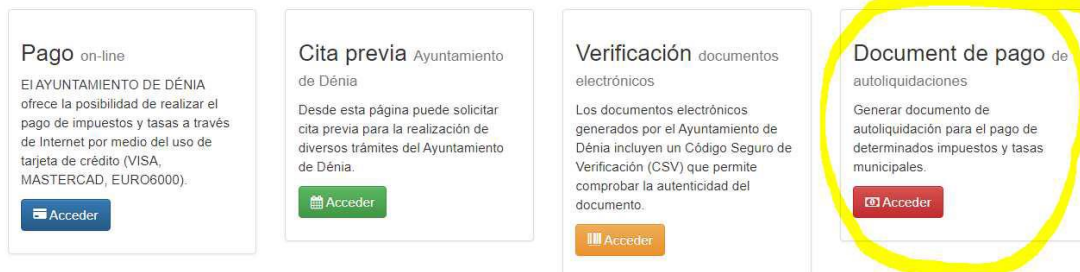 Pago on-line
El AYUNTAMIENTO DE DÉNIA
ofrece la posibilidad de realizar el
pago de impuestos y tasas a través
de Internet por medio del uso de
tarjeta de crédito (VISA,
MASTERCAD, EURO6000).
Acceder
Cita previa Ayuntamiento
de Dénia
Desde esta página puede solicitar
cita previa para la realización de
diversos trámites del Ayuntamiento
de Dénia.
Acceder
Verificación documentos
electrónicos
Los documentos electrónicos
generados por el Ayuntamiento de
Dénia incluyen un Código Seguro de
Verificación (CSV) que permite
comprobar la autenticidad del
documento.
Acceder
Document de pago de
autoliquidaciones
Generar documento de
autoliquidación para el pago de
determinados impuestos y tasas
municipales.
Acceder